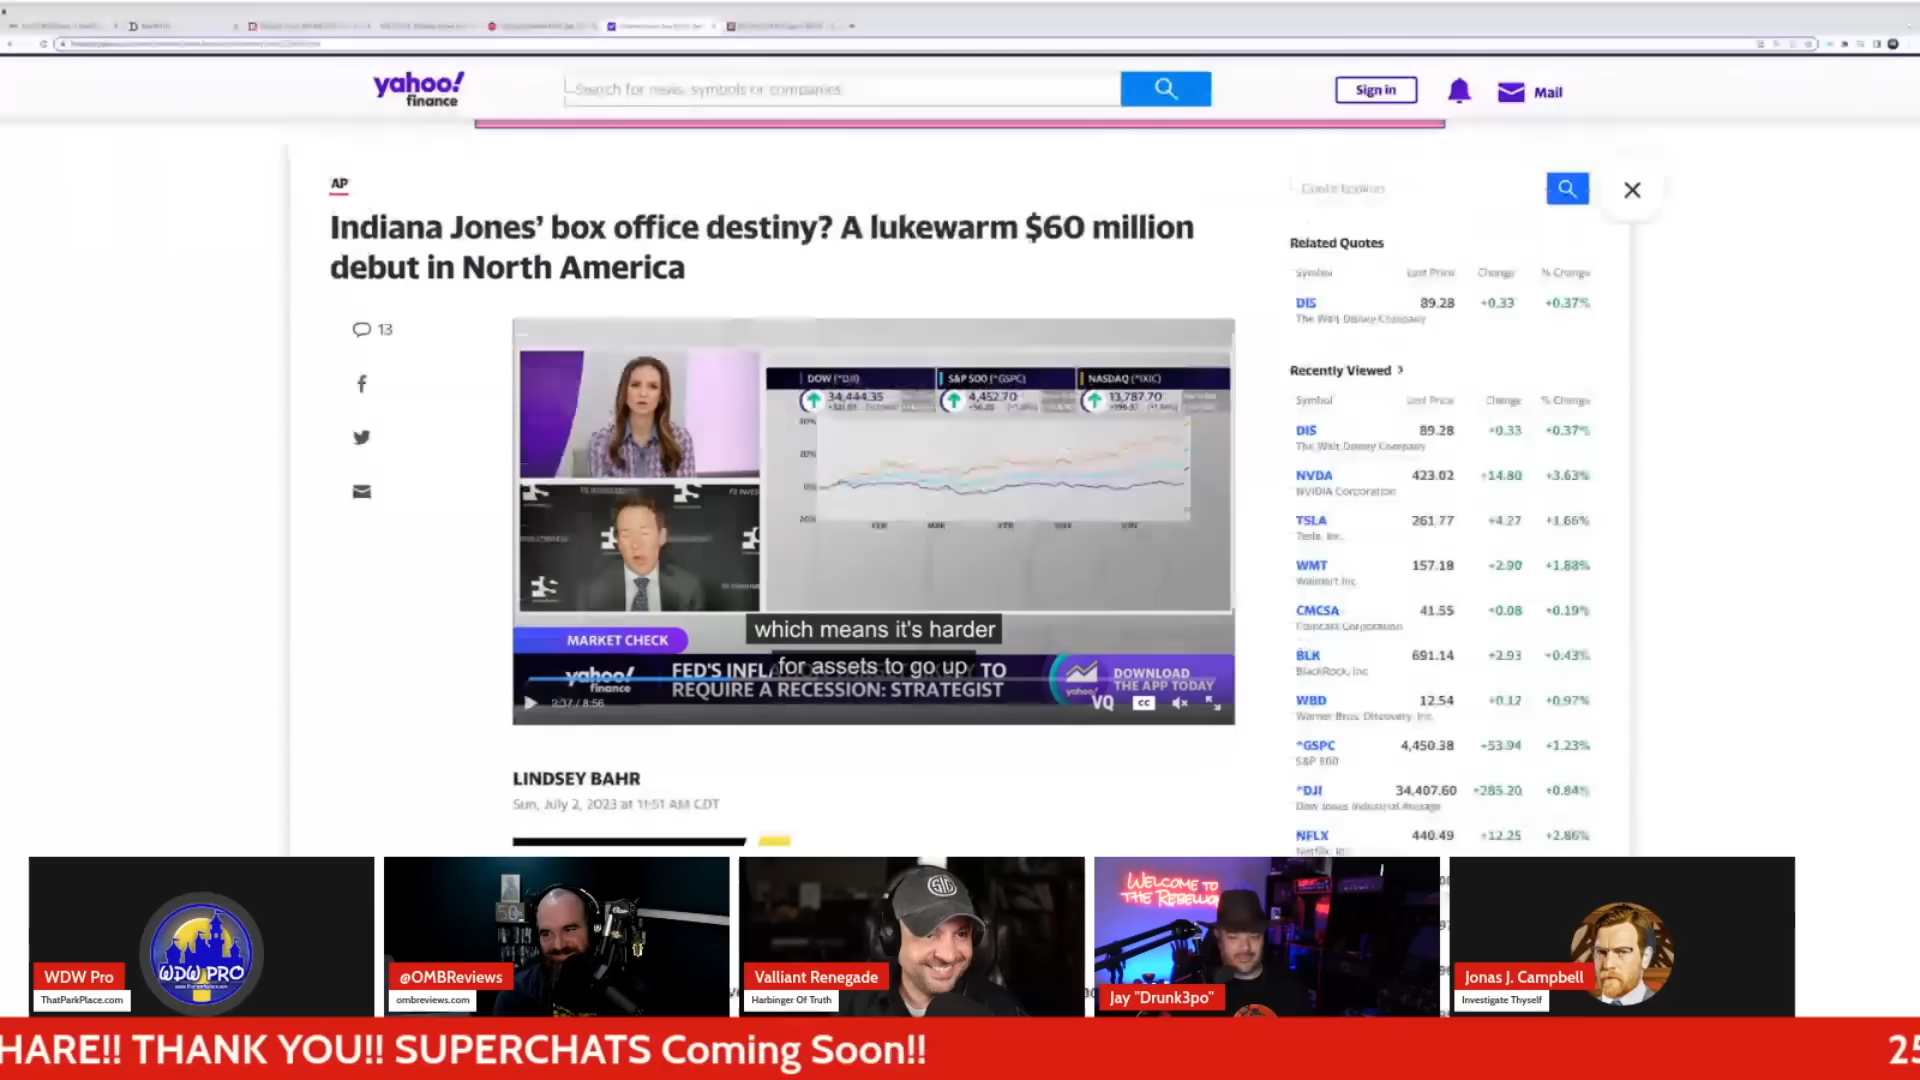 yahoo!
finance
Search for news, symbols or companies
Sign in
Mail
AP
Indiana Jones’ box office destiny? A lukewarm $60 million
debut in North America
13
DOW (^DJI)
34,444.35
S&P 500 (^GSPC)
4,452.70
NASDAQ (^IXIC)
13,787.70
which means it's harder
for assets to go up
MARKET CHECK
yahoo!
finance
FED'S INFL TO
REQUIRE A RECESSION: STRATEGIST
DOWNLOAD
THE APP TODAY
yahoo!
2:37 / 8:56
VQ
CC
LINDSEY BAHR
Sun, July 2, 2023 at 11:51 AM CDT
Quote Lookup
Related Quotes
Symbol Last Price Change % Change
DIS 89.28 +0.33 +0.37%
The Walt Disney Company
Recently Viewed
Symbol Last Price Change % Change
DIS 89.28 +0.33 +0.37%
The Walt Disney Company
NVDA 423.02 +14.80 +3.63%
NVIDIA Corporation
TSLA 261.77 +4.27 +1.66%
Tesla, Inc.
WMT 157.18 +2.90 +1.88%
Walmart Inc.
CMCSA 41.55 +0.08 +0.19%
Comcast Corporation
BLK 691.14 +2.93 +0.43%
BlackRock, Inc.
WBD 12.54 +0.12 +0.97%
Warner Bros. Discovery, Inc.
^GSPC 4,450.38 +53.94 +1.23%
S&P 500
^DJI 34,407.60 +285.20 +0.84%
Dow Jones Industrial Average
NFLX 440.49 +12.25 +2.86%
WDW PRO
WDW Pro
ThatParkPlace.com
@OMBReviews
ombreviews.com
Valliant Renegade
Harbinger Of Truth
WELCOME TO
THE REBELLIO
Jay "Drunk3po"
Jonas J. Campbell
Investigate Thyself
HARE!! THANK YOU!! SUPERCHATS Coming Soon!!
25